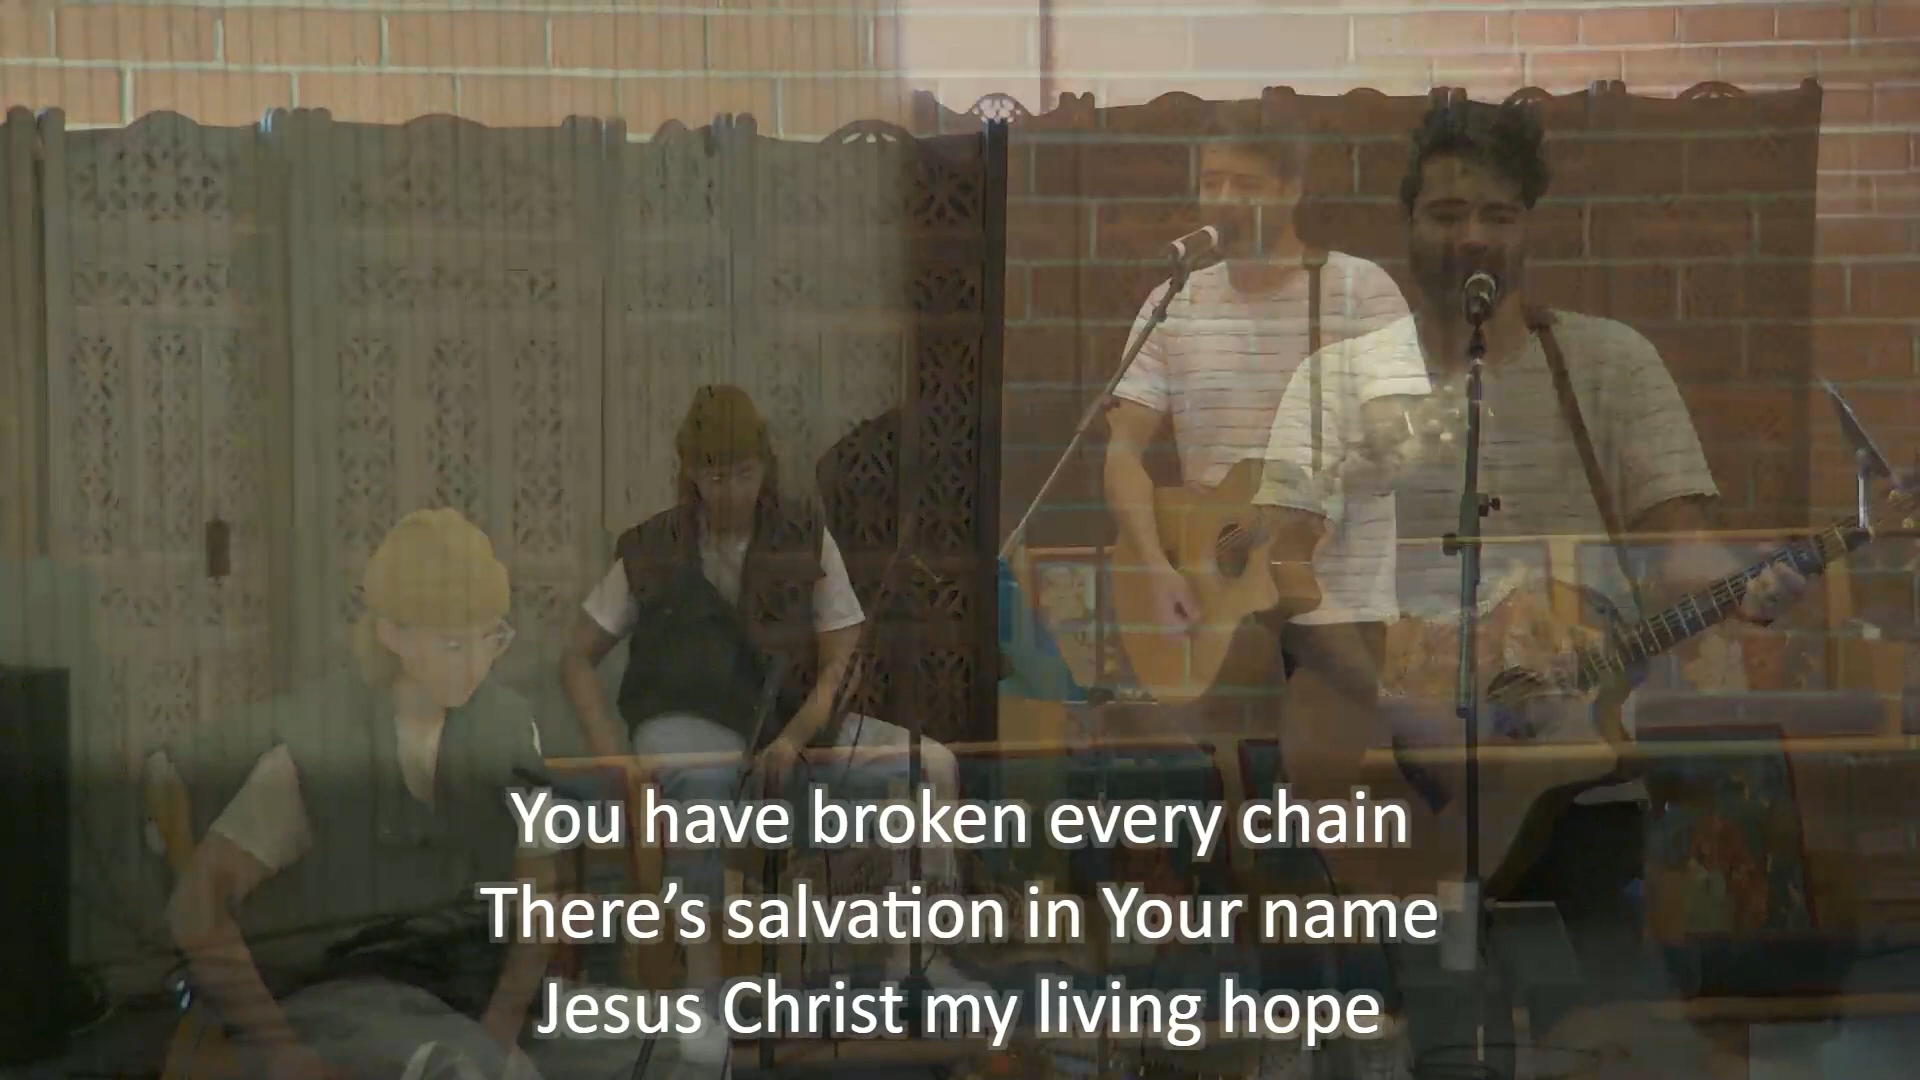 You have broken every chain
There’s salvation in Your name
Jesus Christ my living hope